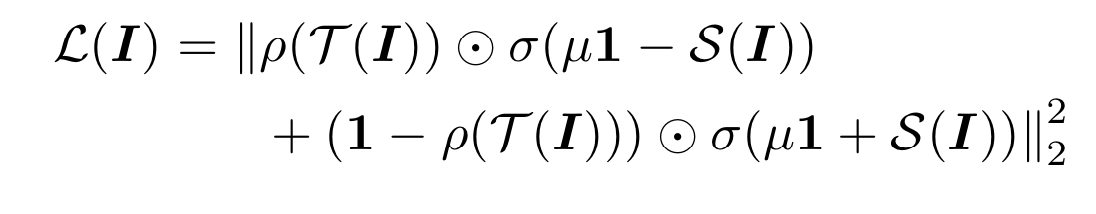 ℒ(𝑰) = ‖ρ(𝒯(𝑰)) ⊙ σ(μ𝟏 − 𝒮(𝑰))
+ (𝟏 − ρ(𝒯(𝑰))) ⊙ σ(μ𝟏 + 𝒮(𝑰))‖₂²